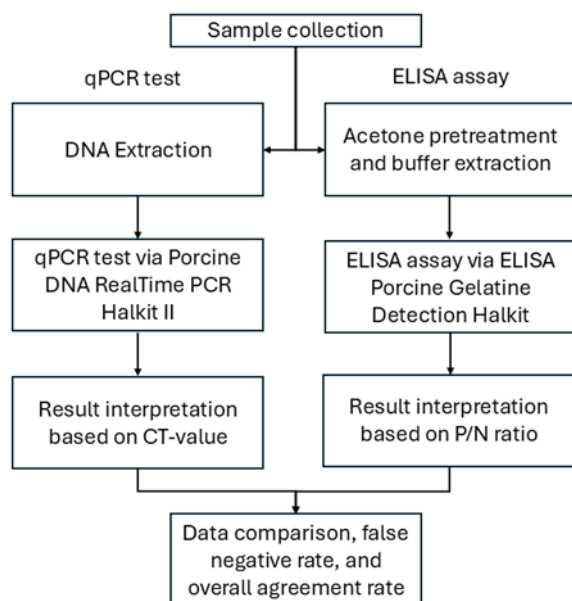 Sample collection
qPCR test
ELISA assay
DNA Extraction
Acetone pretreatment
and buffer extraction
qPCR test via Porcine
DNA RealTime PCR
Halkit II
ELISA assay via ELISA
Porcine Gelatine
Detection Halkit
Result interpretation
based on CT-value
Result interpretation
based on P/N ratio
Data comparison, false
negative rate, and
overall agreement rate